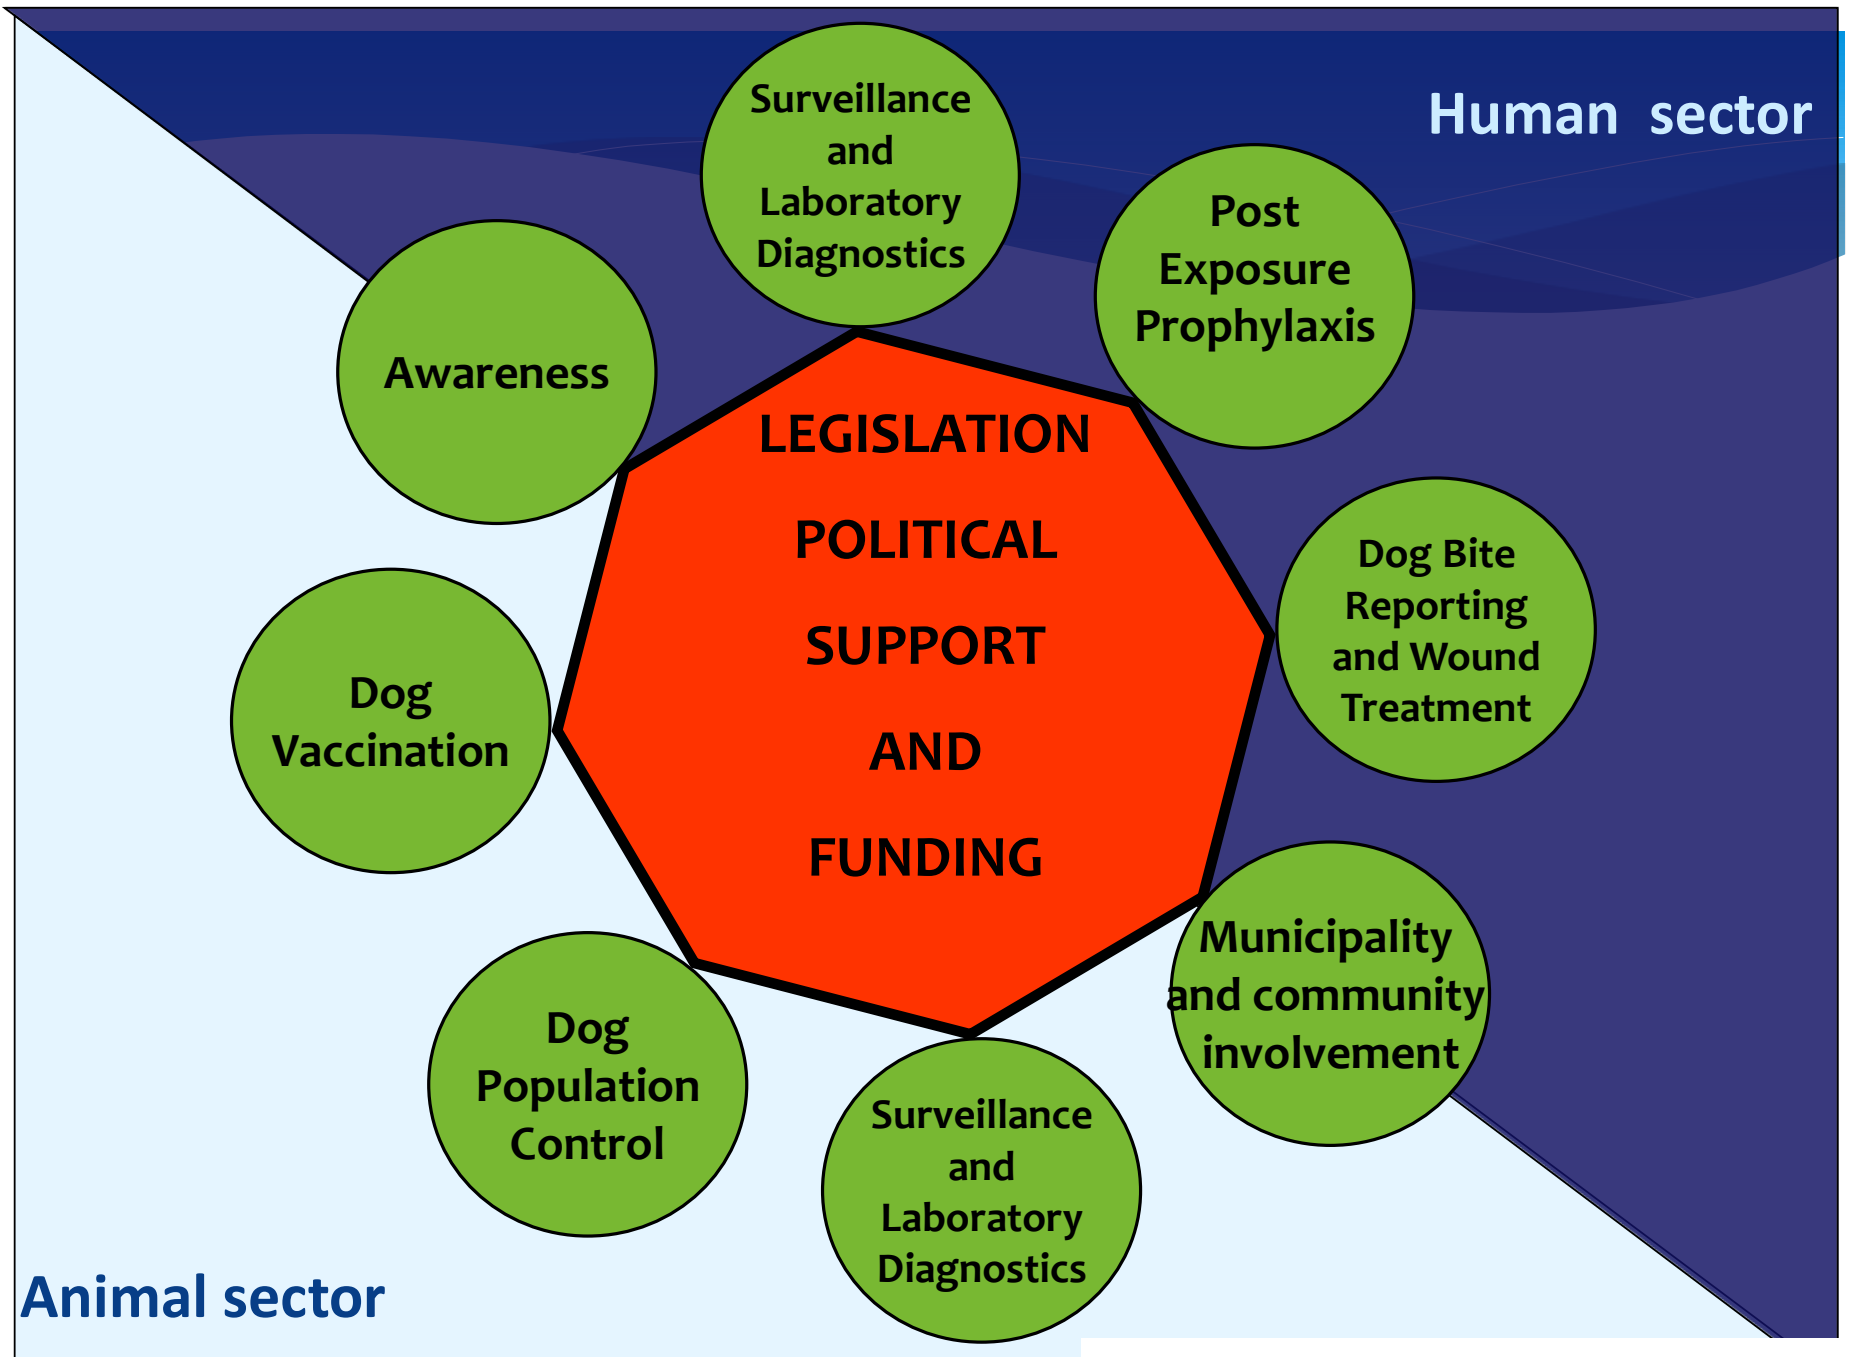 Human sector
Surveillance
and
Laboratory
Diagnostics
Post
Exposure
Prophylaxis
Awareness
LEGISLATION
POLITICAL
SUPPORT
AND
FUNDING
Dog Bite
Reporting
and Wound
Treatment
Dog
Vaccination
Municipality
and community
involvement
Dog
Population
Control
Surveillance
and
Laboratory
Diagnostics
Animal sector